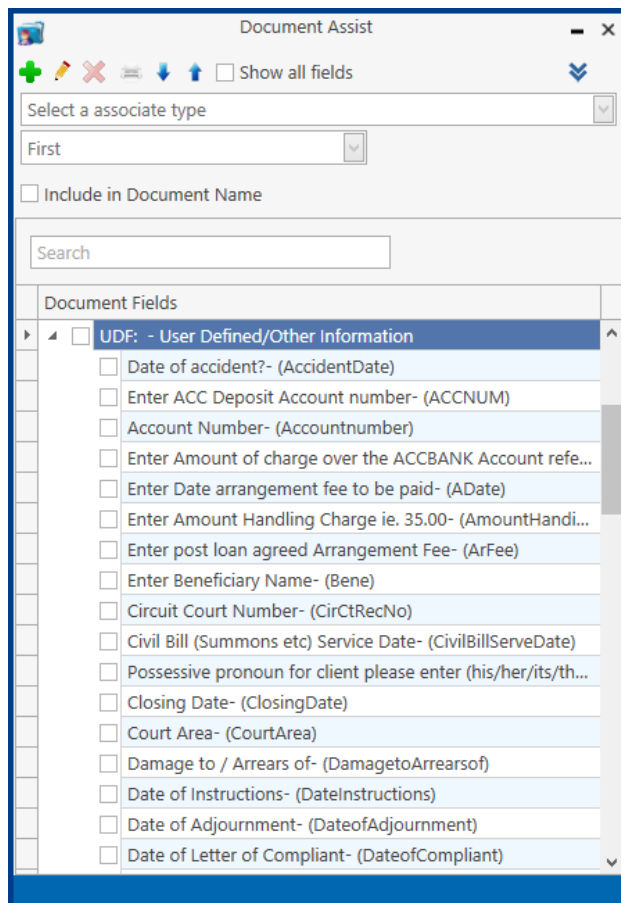 Document Assist
Show all fields
Select a associate type
First
Include in Document Name
Search
Document Fields
UDF:  - User Defined/Other Information
Date of accident?- (AccidentDate)
Enter ACC Deposit Account number- (ACCNUM)
Account Number- (Accountnumber)
Enter Amount of charge over the ACCBANK Account refe...
Enter Date arrangement fee to be paid- (ADate)
Enter Amount Handling Charge ie. 35.00- (AmountHandi...
Enter post loan agreed Arrangement Fee- (ArFee)
Enter Beneficiary Name- (Bene)
Circuit Court Number- (CirCtRecNo)
Civil Bill (Summons etc) Service Date- (CivilBillServeDate)
Possessive pronoun for client please enter (his/her/its/th...
Closing Date- (ClosingDate)
Court Area- (CourtArea)
Damage to / Arrears of- (DamagetoArrearsof)
Date of Instructions- (DateInstructions)
Date of Adjournment- (DateofAdjournment)
Date of Letter of Compliant- (DateofCompliant)